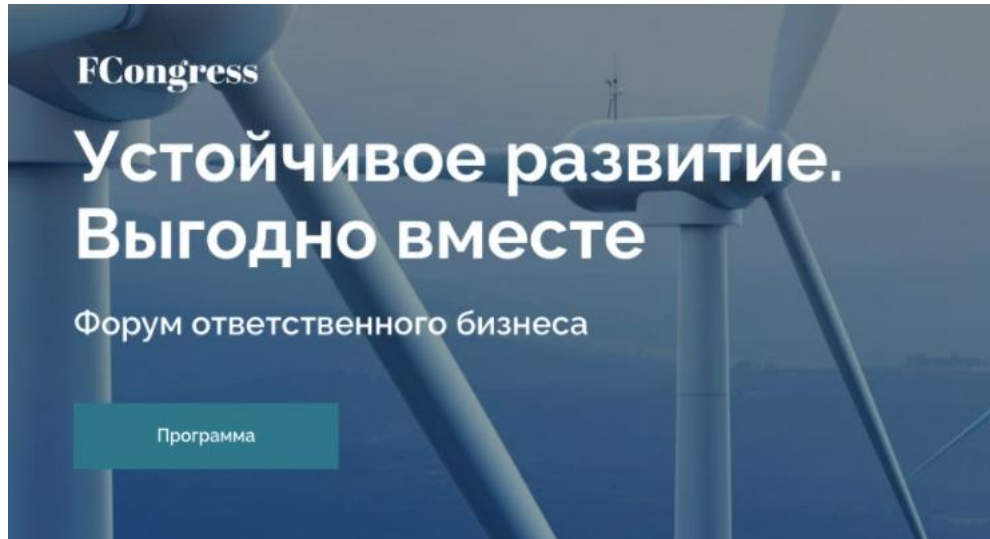 FCongress
Устойчивое развитие.
Выгодно вместе
Форум ответственного бизнеса
Программа